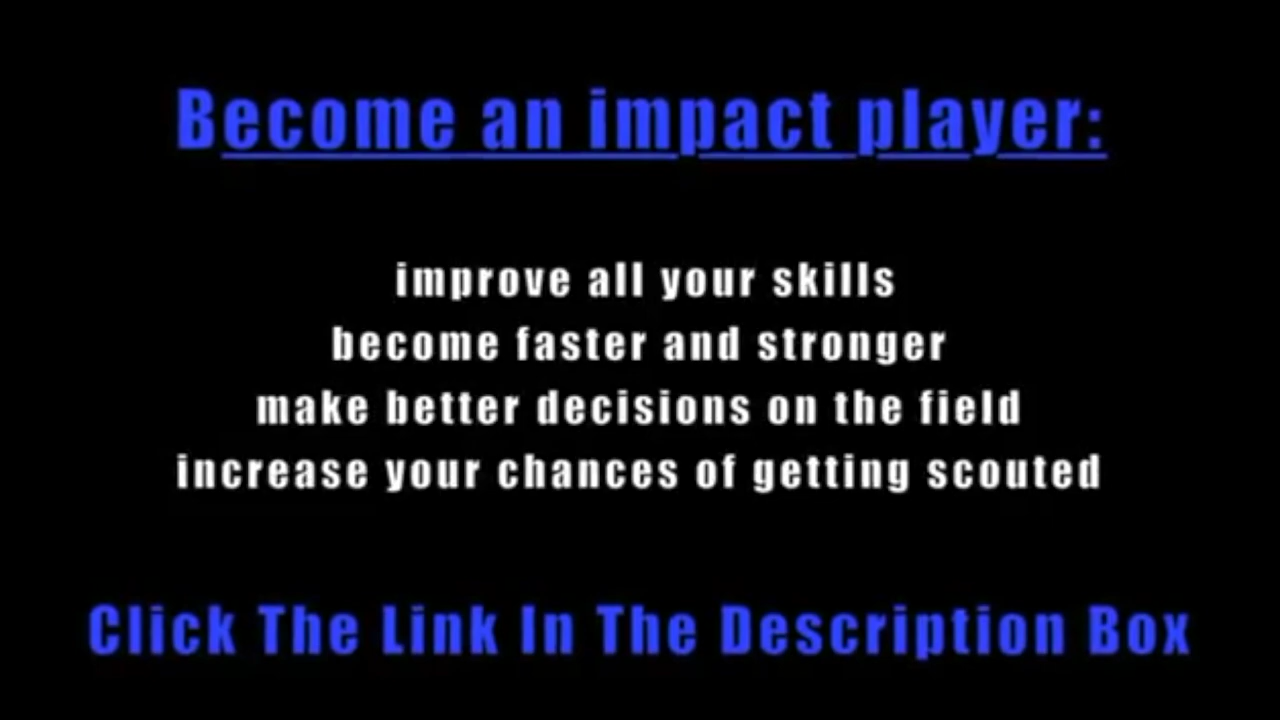 Become an impact player:
improve all your skills
become faster and stronger
make better decisions on the field
increase your chances of getting scouted
Click The Link In The Description Box